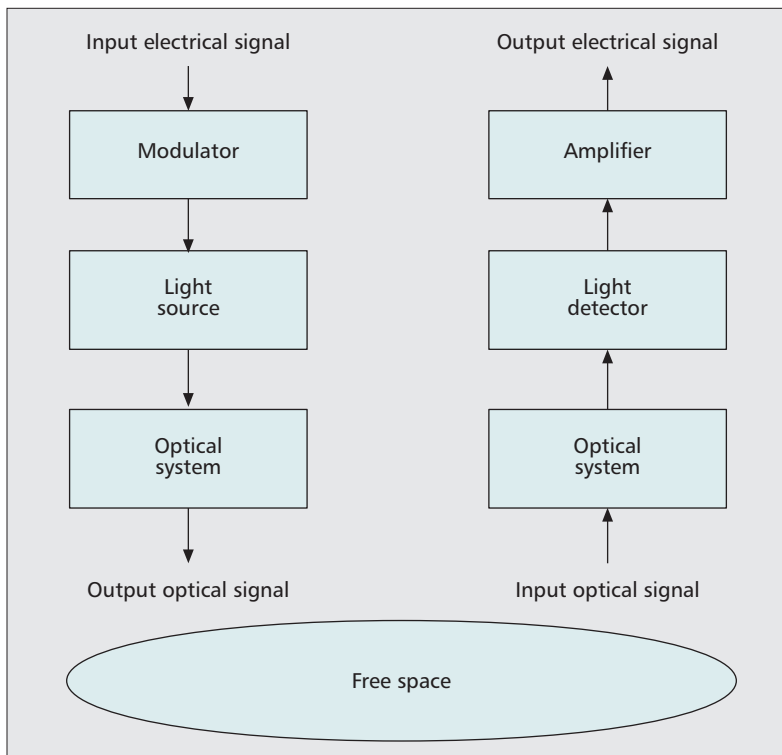 Input electrical signal
Modulator
Light
source
Optical
system
Output optical signal
Output electrical signal
Amplifier
Light
detector
Optical
system
Input optical signal
Free space